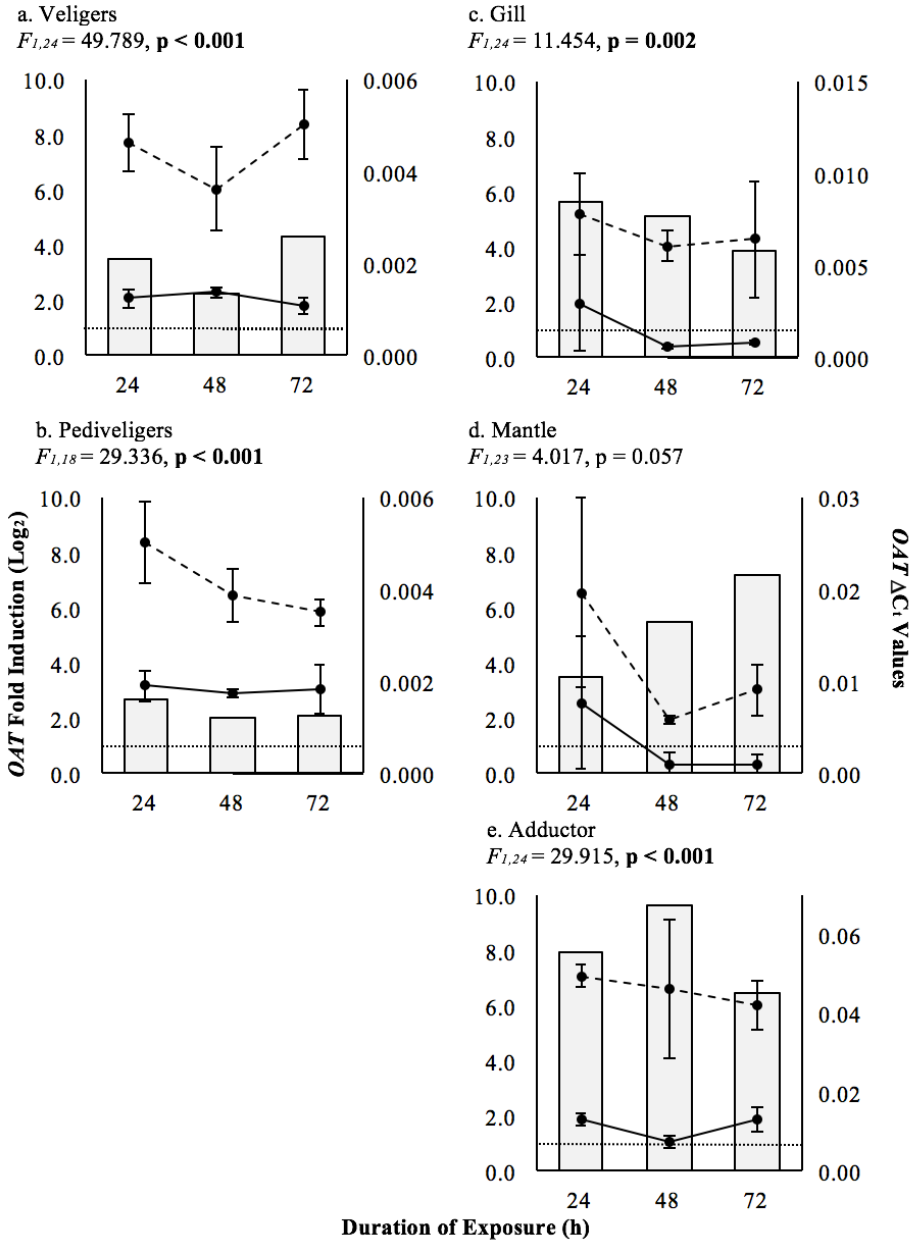 a. Veligers
F1,24 = 49.789, p < 0.001
10.0
8.0
6.0
4.0
2.0
0.0
0.006
0.004
0.002
0.000
24 48 72
c. Gill
F1,24 = 11.454, p = 0.002
10.0
8.0
6.0
4.0
2.0
0.0
0.015
0.010
0.005
0.000
24 48 72
b. Pediveligers
F1,18 = 29.336, p < 0.001
10.0
8.0
6.0
4.0
2.0
0.0
0.006
0.004
0.002
0.000
24 48 72
d. Mantle
F1,23 = 4.017, p = 0.057
10.0
8.0
6.0
4.0
2.0
0.0
0.03
0.02
0.01
0.00
24 48 72
e. Adductor
F1,24 = 29.915, p < 0.001
10.0
8.0
6.0
4.0
2.0
0.0
0.06
0.04
0.02
0.00
24 48 72
OAT Fold Induction (Log2)
OAT ΔCt Values
Duration of Exposure (h)